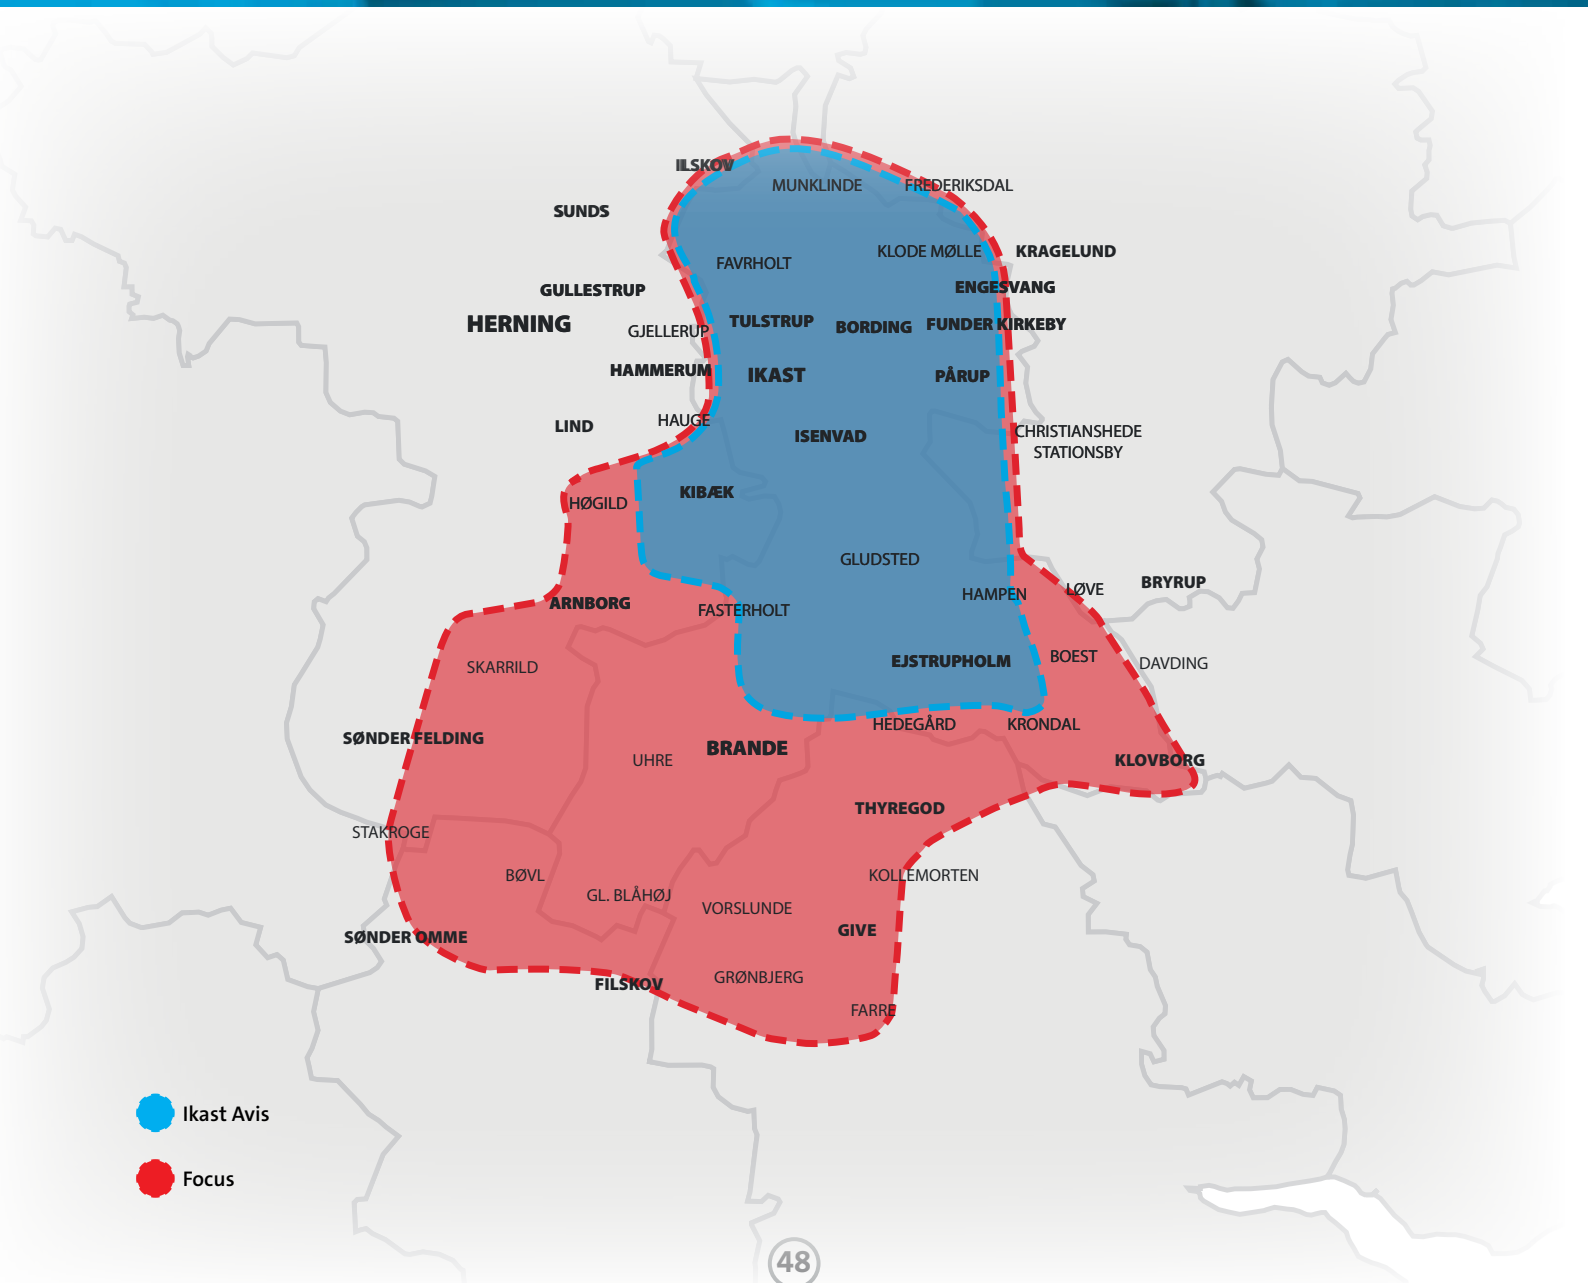 ILSKOV
MUNKLINDE
FREDERIKSDAL
SUNDS
KLODE MØLLE
KRAGELUND
FAVRHOLT
GULLESTRUP
ENGESVANG
HERNING
GJELLERUP
TULSTRUP
BORDING
FUNDER KIRKEBY
HAMMERUM
IKAST
PÅRUP
LIND
HAUGE
ISENVAD
CHRISTIANSHEDE
STATIONSBY
KIBÆK
HØGILD
GLUDSTED
HAMPEN
LØVE
BRYRUP
ARNBORG
FASTERHOLT
SKARRILD
EJSTRUPHOLM
BOEST
DAVDING
HEDEGÅRD
KRONDAL
SØNDER FELDING
UHRE
BRANDE
KLOVBORG
THYREGOD
STAKROGE
BØVL
KOLLEMORTEN
GL. BLÅHØJ
VORSLUNDE
GIVE
SØNDER OMME
FILSKOV
GRØNBJERG
FARRE
Ikast Avis
Focus
48